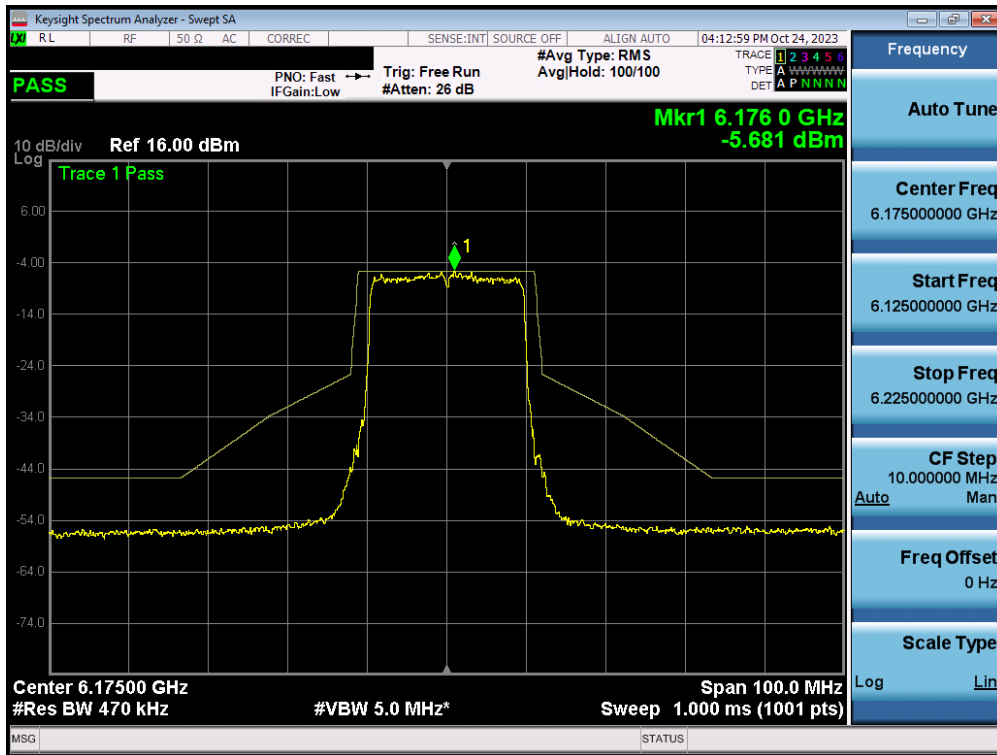 Keysight Spectrum Analyzer - Swept SA
LXI RL RF 50 Ω AC CORREC SENSE:INT SOURCE OFF ALIGN AUTO 04:12:59 PM Oct 24, 2023
PASS
PNO: Fast
IFGain:Low
Trig: Free Run
#Atten: 26 dB
#Avg Type: RMS
Avg|Hold: 100/100
TRACE 1 2 3 4 5 6
TYPE A WWWWW
DET A P N N N N
Mkr1 6.176 0 GHz
-5.681 dBm
10 dB/div Ref 16.00 dBm
Log
Trace 1 Pass
1
6.00
-4.00
-14.0
-24.0
-34.0
-44.0
-54.0
-64.0
-74.0
Center 6.17500 GHz Span 100.0 MHz
#Res BW 470 kHz #VBW 5.0 MHz* Sweep 1.000 ms (1001 pts)
MSG STATUS
Frequency
Auto Tune
Center Freq
6.175000000 GHz
Start Freq
6.125000000 GHz
Stop Freq
6.225000000 GHz
CF Step
10.000000 MHz
Auto Man
Freq Offset
0 Hz
Scale Type
Log Lin